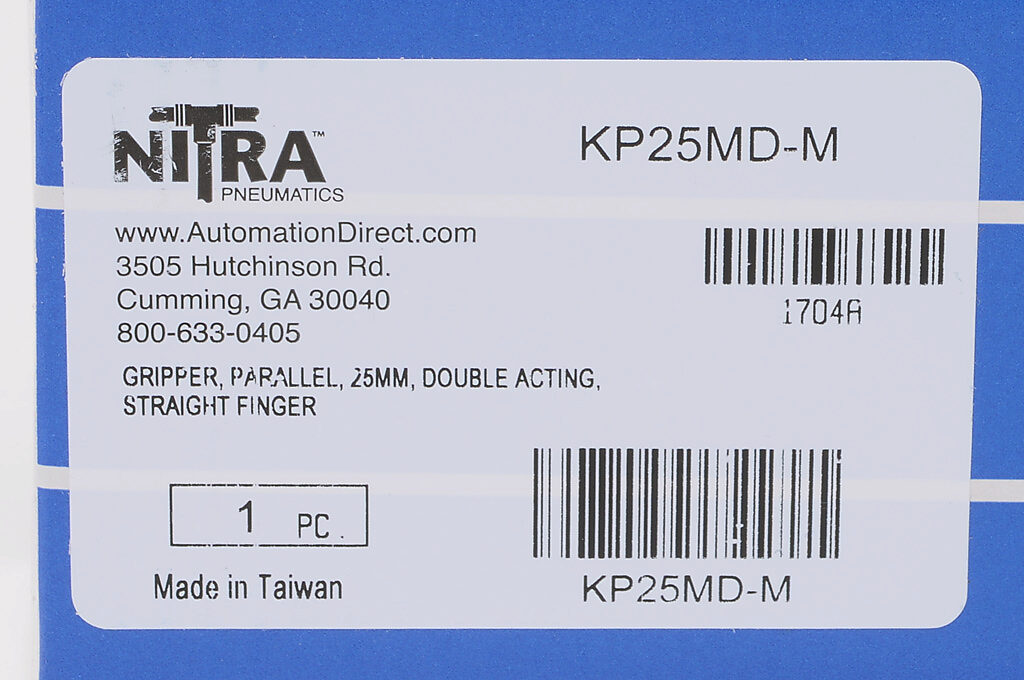 NITRA™
PNEUMATICS
KP25MD-M
www.AutomationDirect.com
3505 Hutchinson Rd.
Cumming, GA 30040
800-633-0405
1704A
GRIPPER, PARALLEL, 25MM, DOUBLE ACTING,
STRAIGHT FINGER
1 PC.
Made in Taiwan
KP25MD-M